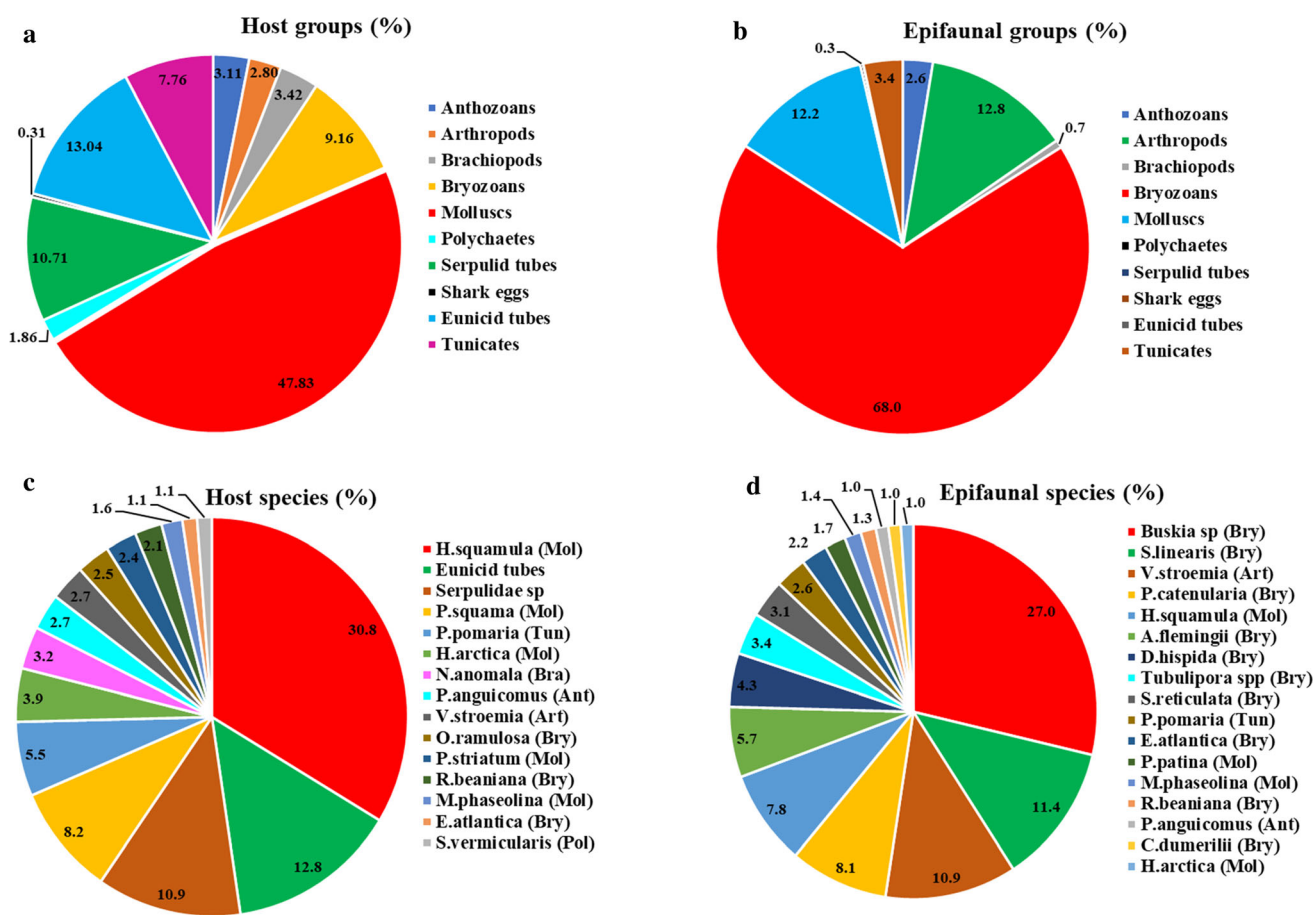 a
Host groups (%)
3.11
2.80
3.42
9.16
47.83
1.86
10.71
0.31
13.04
7.76
Anthozoans
Arthropods
Brachiopods
Bryozoans
Molluscs
Polychaetes
Serpulid tubes
Shark eggs
Eunicid tubes
Tunicates
b
Epifaunal groups (%)
2.6
12.8
0.7
68.0
12.2
0.3
3.4
Anthozoans
Arthropods
Brachiopods
Bryozoans
Molluscs
Polychaetes
Serpulid tubes
Shark eggs
Eunicid tubes
Tunicates
c
Host species (%)
30.8
12.8
10.9
8.2
5.5
3.9
3.2
2.7
2.7
2.5
2.4
2.1
1.6
1.1
1.1
H.squamula (Mol)
Eunicid tubes
Serpulidae sp
P.squama (Mol)
P.pomaria (Tun)
H.arctica (Mol)
N.anomala (Bra)
P.anguicomus (Ant)
V.stroemia (Art)
O.ramulosa (Bry)
P.striatum (Mol)
R.beaniana (Bry)
M.phaseolina (Mol)
E.atlantica (Bry)
S.vermicularis (Pol)
d
Epifaunal species (%)
27.0
11.4
10.9
8.1
7.8
5.7
4.3
3.4
3.1
2.6
2.2
1.7
1.4
1.3
1.0
1.0
1.0
Buskia sp (Bry)
S.linearis (Bry)
V.stroemia (Art)
P.catenularia (Bry)
H.squamula (Mol)
A.flemingii (Bry)
D.hispida (Bry)
Tubulipora spp (Bry)
S.reticulata (Bry)
P.pomaria (Tun)
E.atlantica (Bry)
P.patina (Mol)
M.phaseolina (Mol)
R.beaniana (Bry)
P.anguicomus (Ant)
C.dumerilii (Bry)
H.arctica (Mol)